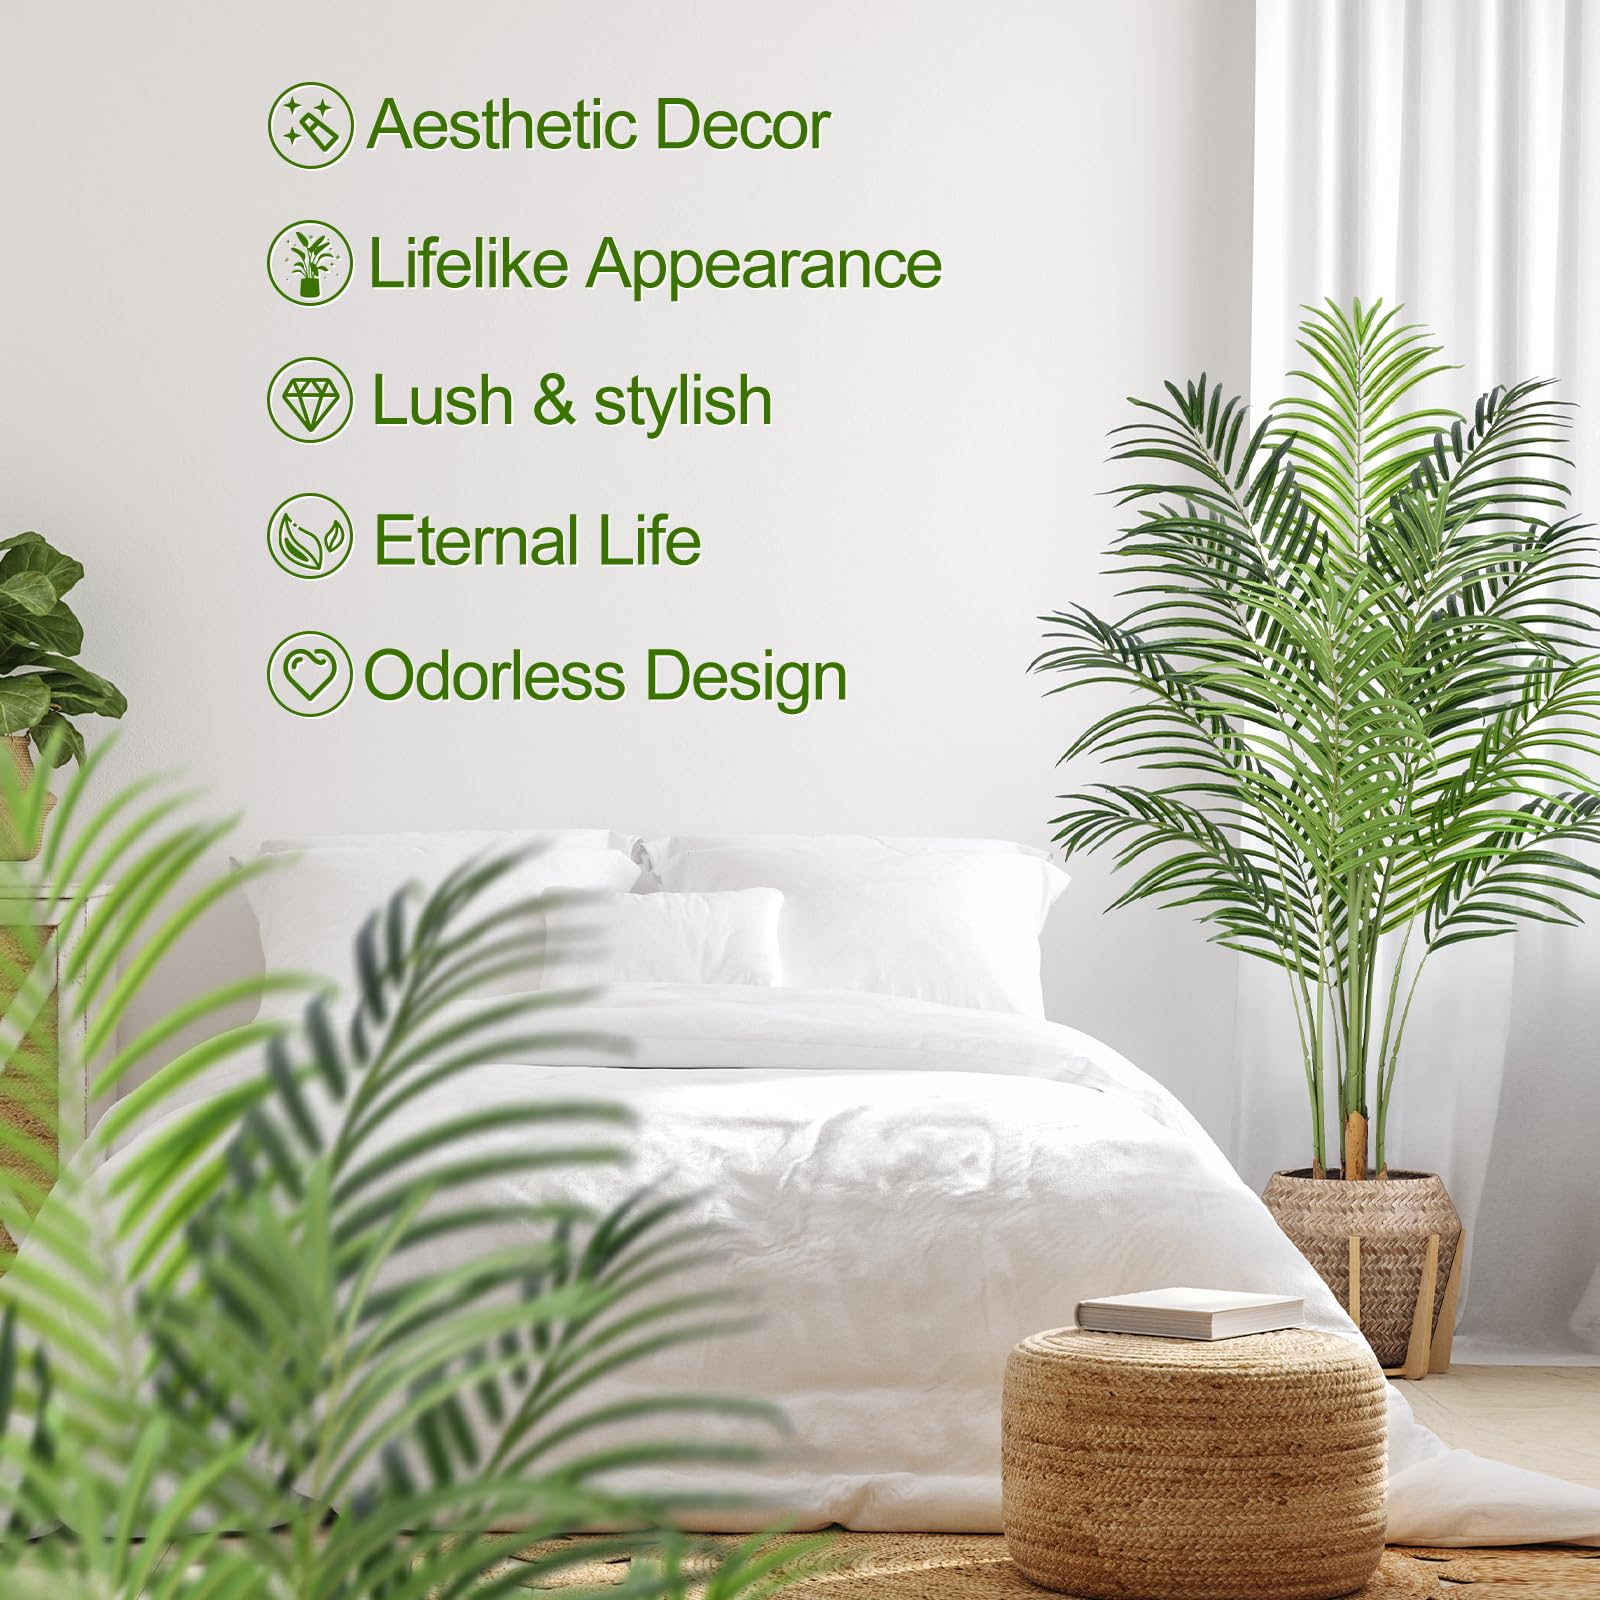 Aesthetic Decor
Lifelike Appearance
Lush & stylish
Eternal Life
Odorless Design